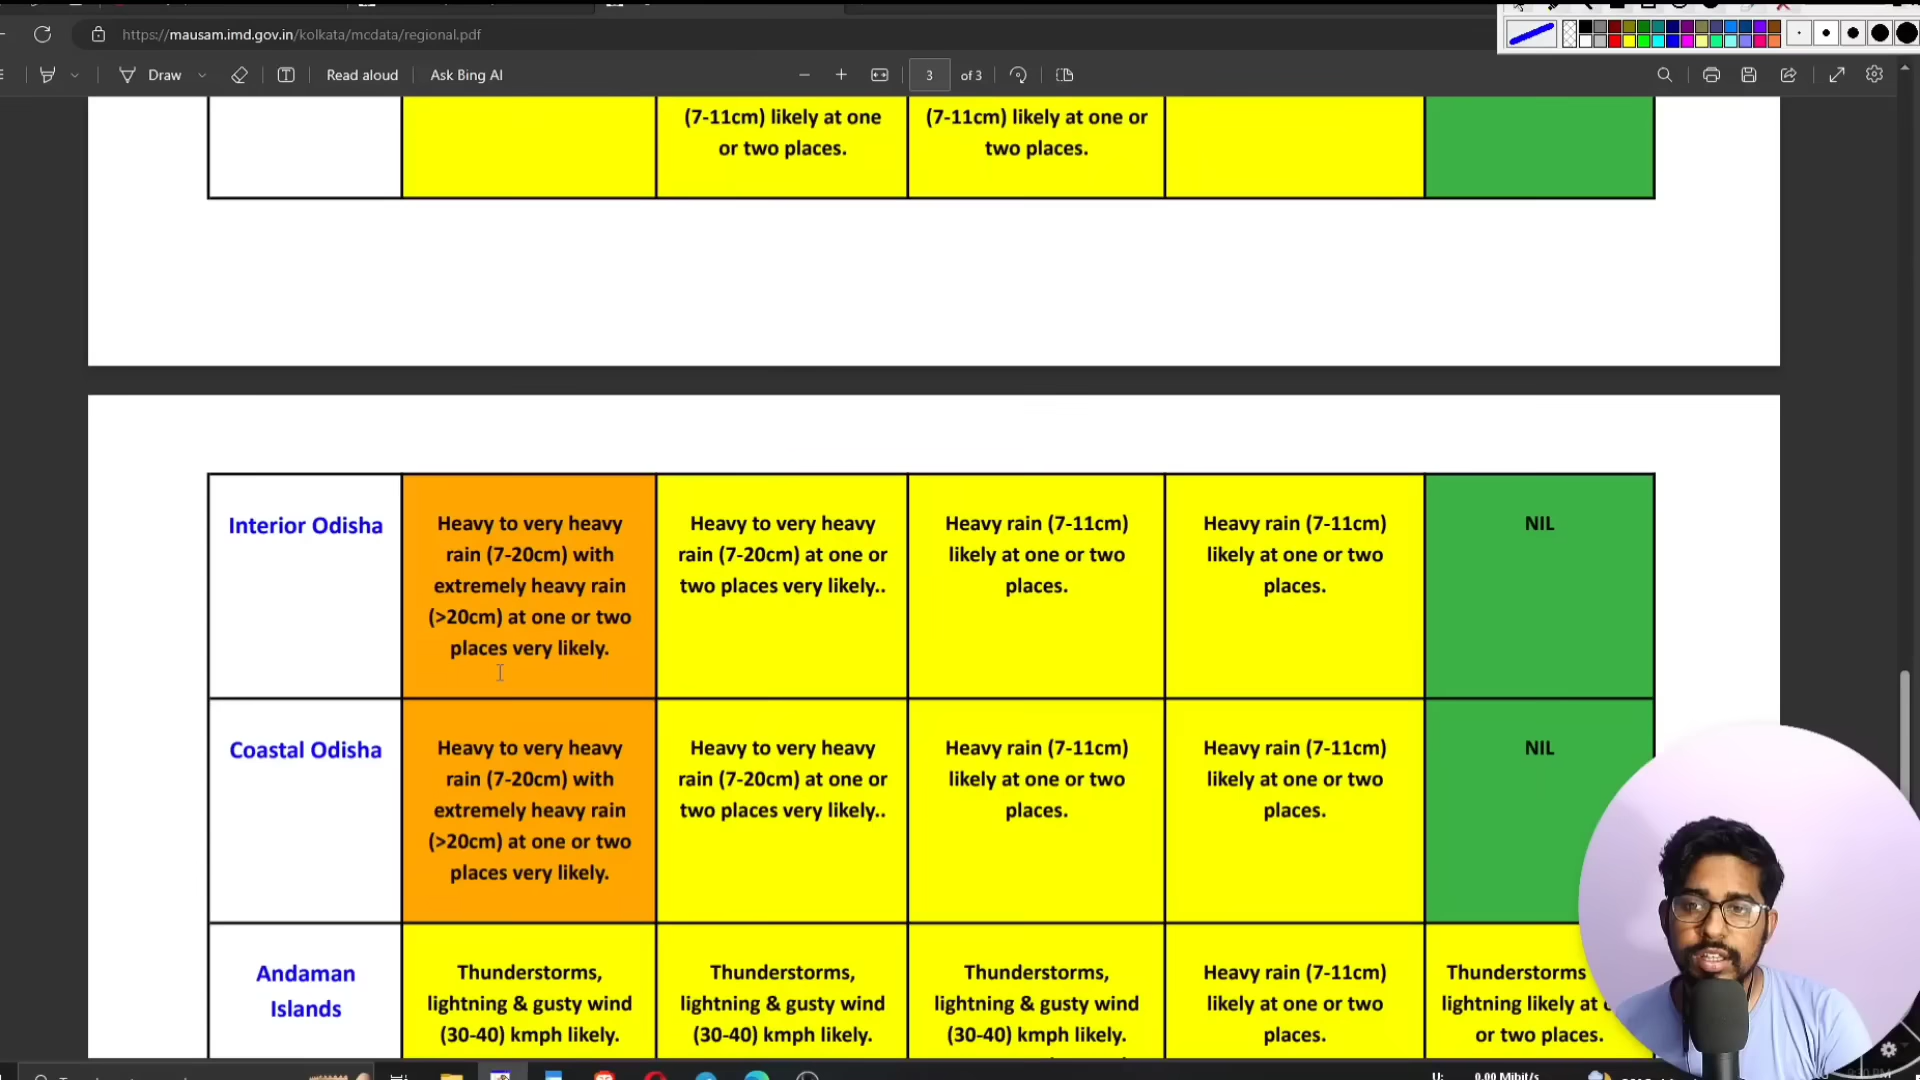 https://mausam.imd.gov.in/kolkata/mcdata/regional.pdf
Draw
Read aloud
Ask Bing AI
3
of 3
(7-11cm) likely at one
or two places.
(7-11cm) likely at one or
two places.
Interior Odisha
Heavy to very heavy
rain (7-20cm) with
extremely heavy rain
(>20cm) at one or two
places very likely.
Heavy to very heavy
rain (7-20cm) at one or
two places very likely..
Heavy rain (7-11cm)
likely at one or two
places.
Heavy rain (7-11cm)
likely at one or two
places.
NIL
Coastal Odisha
Heavy to very heavy
rain (7-20cm) with
extremely heavy rain
(>20cm) at one or two
places very likely.
Heavy to very heavy
rain (7-20cm) at one or
two places very likely..
Heavy rain (7-11cm)
likely at one or two
places.
Heavy rain (7-11cm)
likely at one or two
places.
NIL
Andaman
Islands
Thunderstorms,
lightning & gusty wind
(30-40) kmph likely.
Thunderstorms,
lightning & gusty wind
(30-40) kmph likely.
Thunderstorms,
lightning & gusty wind
(30-40) kmph likely.
Heavy rain (7-11cm)
likely at one or two
places.
Thunderstorms
lightning likely at
or two places.
U:
0.00 Mibit/s